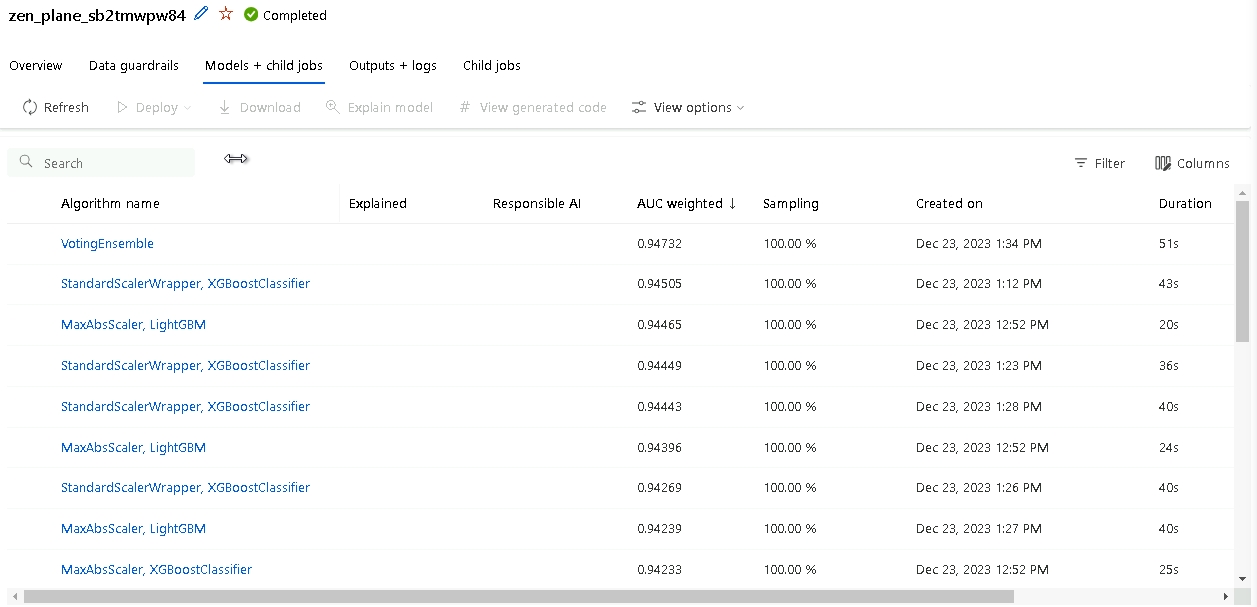 zen_plane_sb2tmwpw84 Completed
Overview Data guardrails Models + child jobs Outputs + logs Child jobs
Refresh Deploy Download Explain model # View generated code View options
Search Filter Columns
Algorithm name Explained Responsible AI AUC weighted ↓ Sampling Created on Duration
VotingEnsemble 0.94732 100.00 % Dec 23, 2023 1:34 PM 51s
StandardScalerWrapper, XGBoostClassifier 0.94505 100.00 % Dec 23, 2023 1:12 PM 43s
MaxAbsScaler, LightGBM 0.94465 100.00 % Dec 23, 2023 12:52 PM 20s
StandardScalerWrapper, XGBoostClassifier 0.94449 100.00 % Dec 23, 2023 1:23 PM 36s
StandardScalerWrapper, XGBoostClassifier 0.94443 100.00 % Dec 23, 2023 1:28 PM 40s
MaxAbsScaler, LightGBM 0.94396 100.00 % Dec 23, 2023 12:52 PM 24s
StandardScalerWrapper, XGBoostClassifier 0.94269 100.00 % Dec 23, 2023 1:26 PM 40s
MaxAbsScaler, LightGBM 0.94239 100.00 % Dec 23, 2023 1:27 PM 40s
MaxAbsScaler, XGBoostClassifier 0.94233 100.00 % Dec 23, 2023 12:52 PM 25s